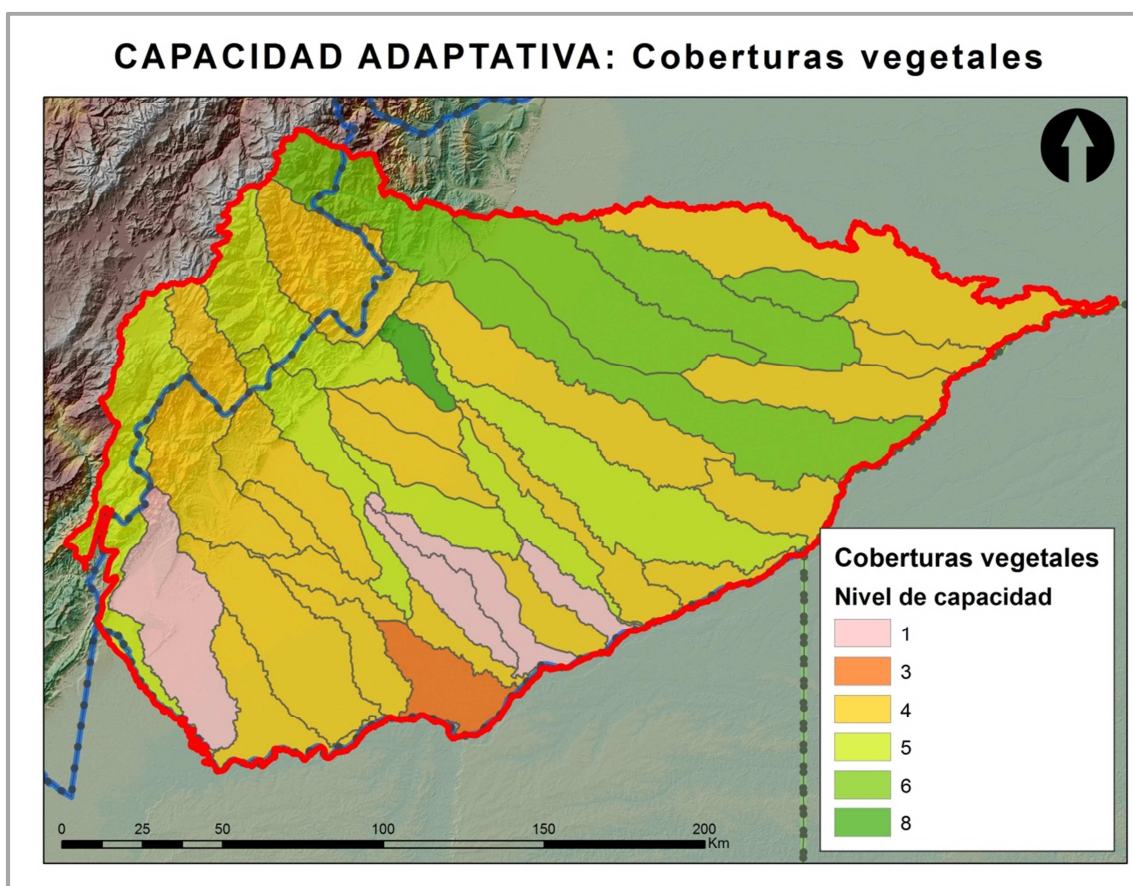 CAPACIDAD ADAPTATIVA: Coberturas vegetales
Coberturas vegetales
Nivel de capacidad
1
3
4
5
6
8
0 25 50 100 150 200
Km